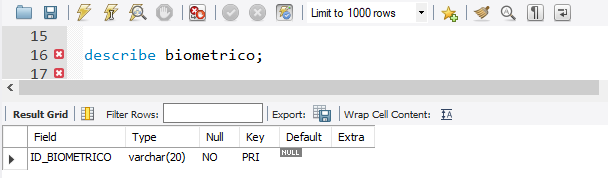 Limit to 1000 rows
15
16 describe biometrico;
17
Result Grid Filter Rows: Export: Wrap Cell Content:
Field Type Null Key Default Extra
ID_BIOMETRICO varchar(20) NO PRI NULL